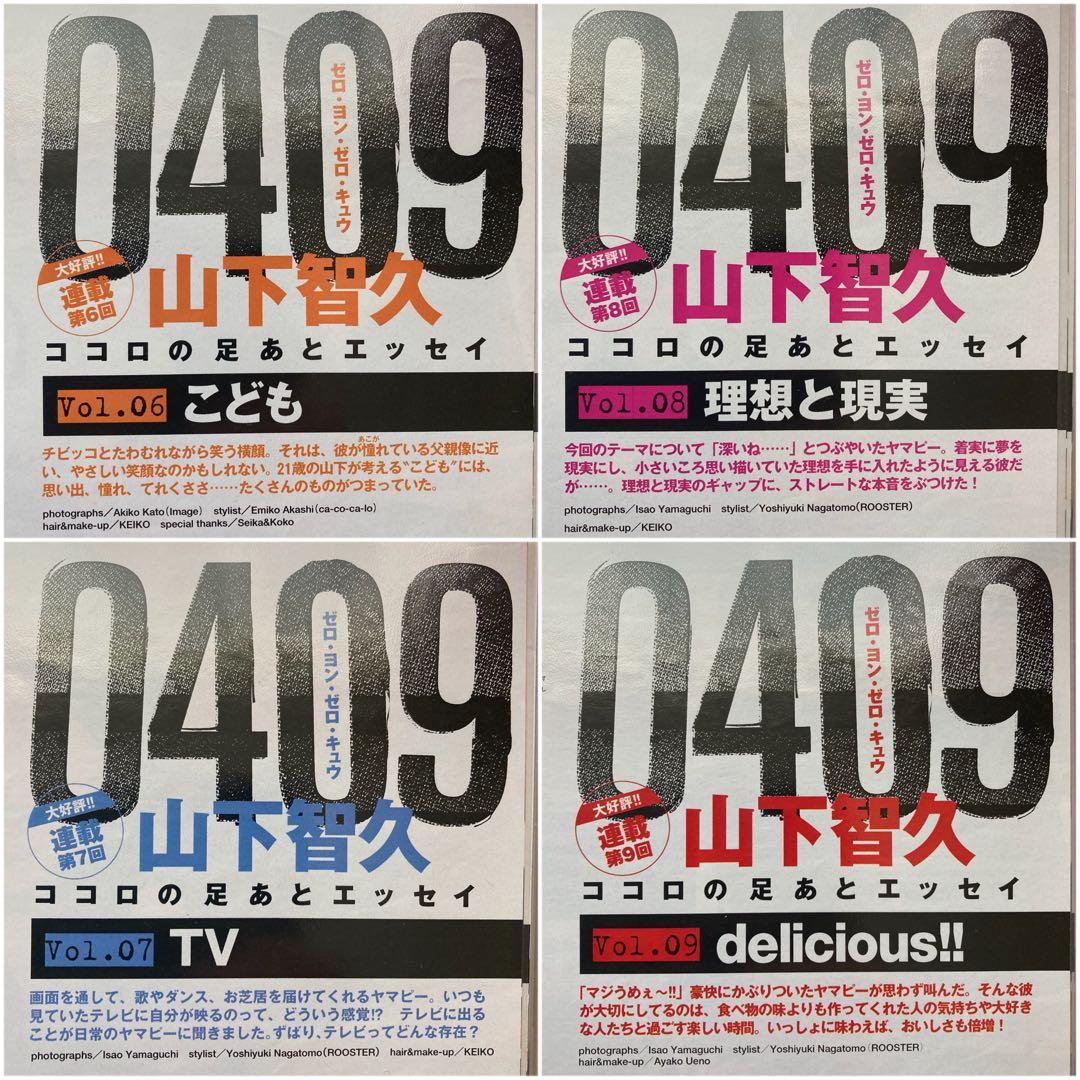 0409
ゼロ・ヨン・ゼロ・キュウ
大好評!!
連載
第6回
山下智久
ココロの足あとエッセイ
Vol.06 こども
チビッコとたわむれながら笑う横顔。それは、彼が憧れている父親像に近
あこが
い、やさしい笑顔なのかもしれない。21歳の山下が考える“こども”には、
思い出、憧れ、てれくささ……たくさんのものがつまっていた。
photographs／Akiko Kato(Image) stylist／Emiko Akashi(ca-co-ca-lo)
hair&make-up／KEIKO special thanks／Seika&Koko
0409
ゼロ・ヨン・ゼロ・キュウ
大好評!!
連載
第8回
山下智久
ココロの足あとエッセイ
Vol.08 理想と現実
今回のテーマについて「深いね……」とつぶやいたヤマピー。着実に夢を
現実にし、小さいころ思い描いていた理想を手に入れたように見える彼だ
が……。理想と現実のギャップに、ストレートな本音をぶつけた！
photographs／Isao Yamaguchi stylist／Yoshiyuki Nagatomo(ROOSTER)
hair&make-up／KEIKO
0409
ゼロ・ヨン・ゼロ・キュウ
大好評!!
連載
第7回
山下智久
ココロの足あとエッセイ
Vol.07 TV
画面を通して、歌やダンス、お芝居を届けてくれるヤマピー。いつも
見ていたテレビに自分が映るのって、どういう感覚!? テレビに出る
ことが日常のヤマピーに聞きました。ずばり、テレビってどんな存在？
photographs／Isao Yamaguchi stylist／Yoshiyuki Nagatomo(ROOSTER) hair&make-up／KEIKO
0409
ゼロ・ヨン・ゼロ・キュウ
大好評!!
連載
第9回
山下智久
ココロの足あとエッセイ
Vol.09 delicious!!
「マジうめぇ〜!!」豪快にかぶりついたヤマピーが思わず叫んだ。そんな彼
が大切にしてるのは、食べ物の味よりも作ってくれた人の気持ちや大好き
な人たちと過ごす楽しい時間。いっしょに味わえば、おいしさも倍増！
photographs／Isao Yamaguchi stylist／Yoshiyuki Nagatomo(ROOSTER)
hair&make-up／Ayako Ueno